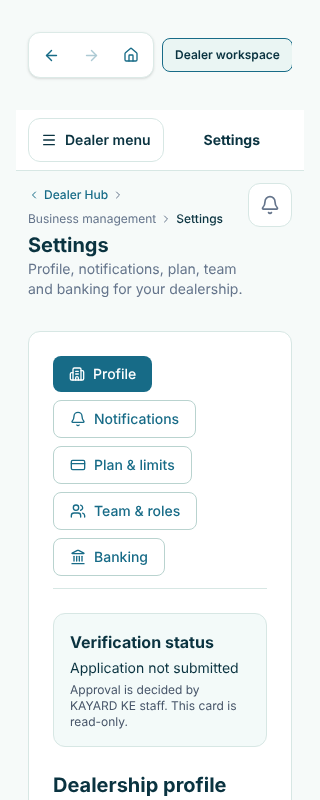 Dealer workspace
Dealer menu
Settings
Dealer Hub
Business management
Settings
Settings
Profile, notifications, plan, team
and banking for your dealership.
Profile
Notifications
Plan & limits
Team & roles
Banking
Verification status
Application not submitted
Approval is decided by
KAYARD KE staff. This card is
read-only.
Dealership profile